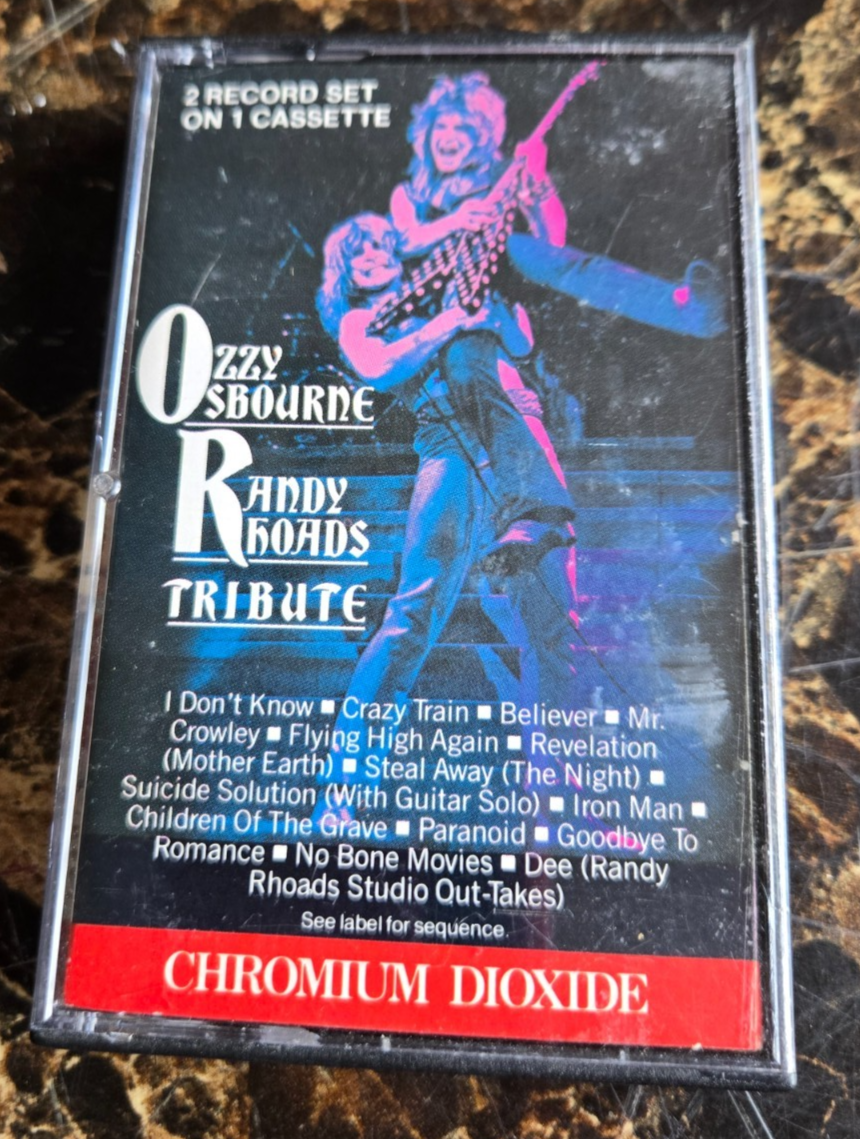 2 RECORD SET
ON 1 CASSETTE
OZZY
OSBOURNE
RANDY
RHOADS
TRIBUTE
I Don't Know ■ Crazy Train ■ Believer ■ Mr.
Crowley ■ Flying High Again ■ Revelation
(Mother Earth) ■ Steal Away (The Night) ■
Suicide Solution (With Guitar Solo) ■ Iron Man ■
Children Of The Grave ■ Paranoid ■ Goodbye To
Romance ■ No Bone Movies ■ Dee (Randy
Rhoads Studio Out-Takes)
See label for sequence.
CHROMIUM DIOXIDE